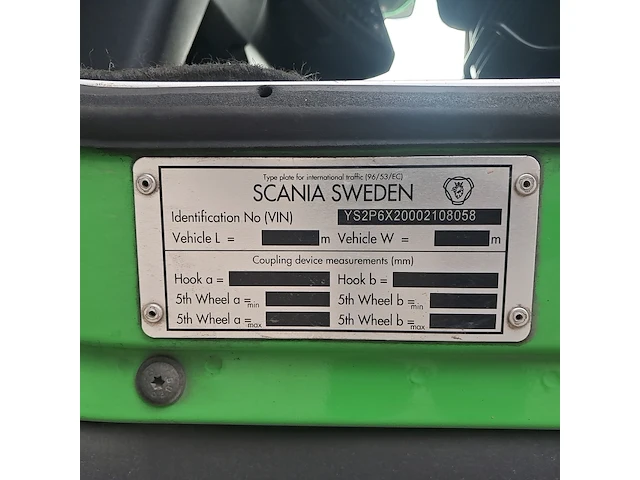 Type plate for international traffic (96/53/EC)
SCANIA SWEDEN
Identification No (VIN) YS2P6X20002108058
Vehicle L = m Vehicle W = m
Coupling device measurements (mm)
Hook a = Hook b =
5th Wheel a = min 5th Wheel b = min
5th Wheel a = max 5th Wheel b = max